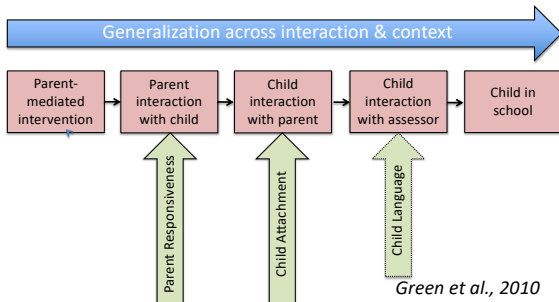 Generalization across interaction & context
Parent-
mediated
intervention
Parent
interaction
with child
Child
interaction
with parent
Child
interaction
with assessor
Child in
school
Parent Responsiveness
Child Attachment
Child Language
Green et al., 2010